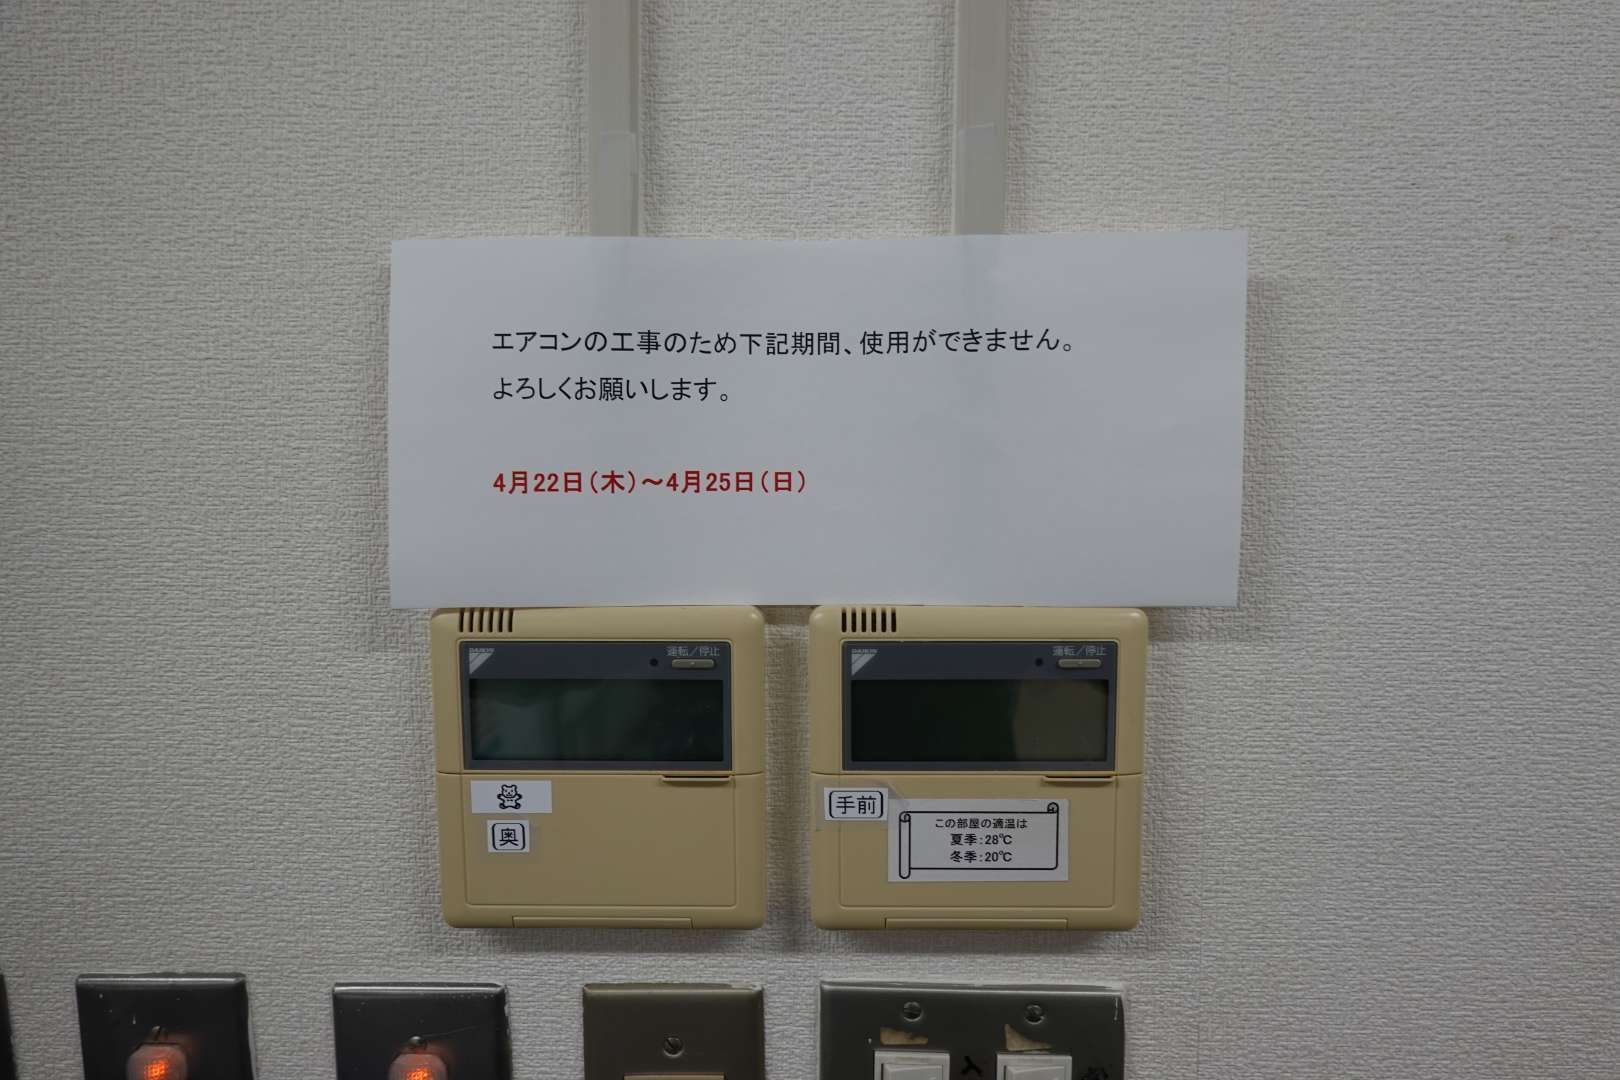 エアコンの工事のため下記期間、使用ができません。
よろしくお願いします。
4月22日(木)～4月25日(日)
DAIKIN
運転／停止
DAIKIN
運転／停止
奥
手前
この部屋の適温は
夏季:28℃
冬季:20℃